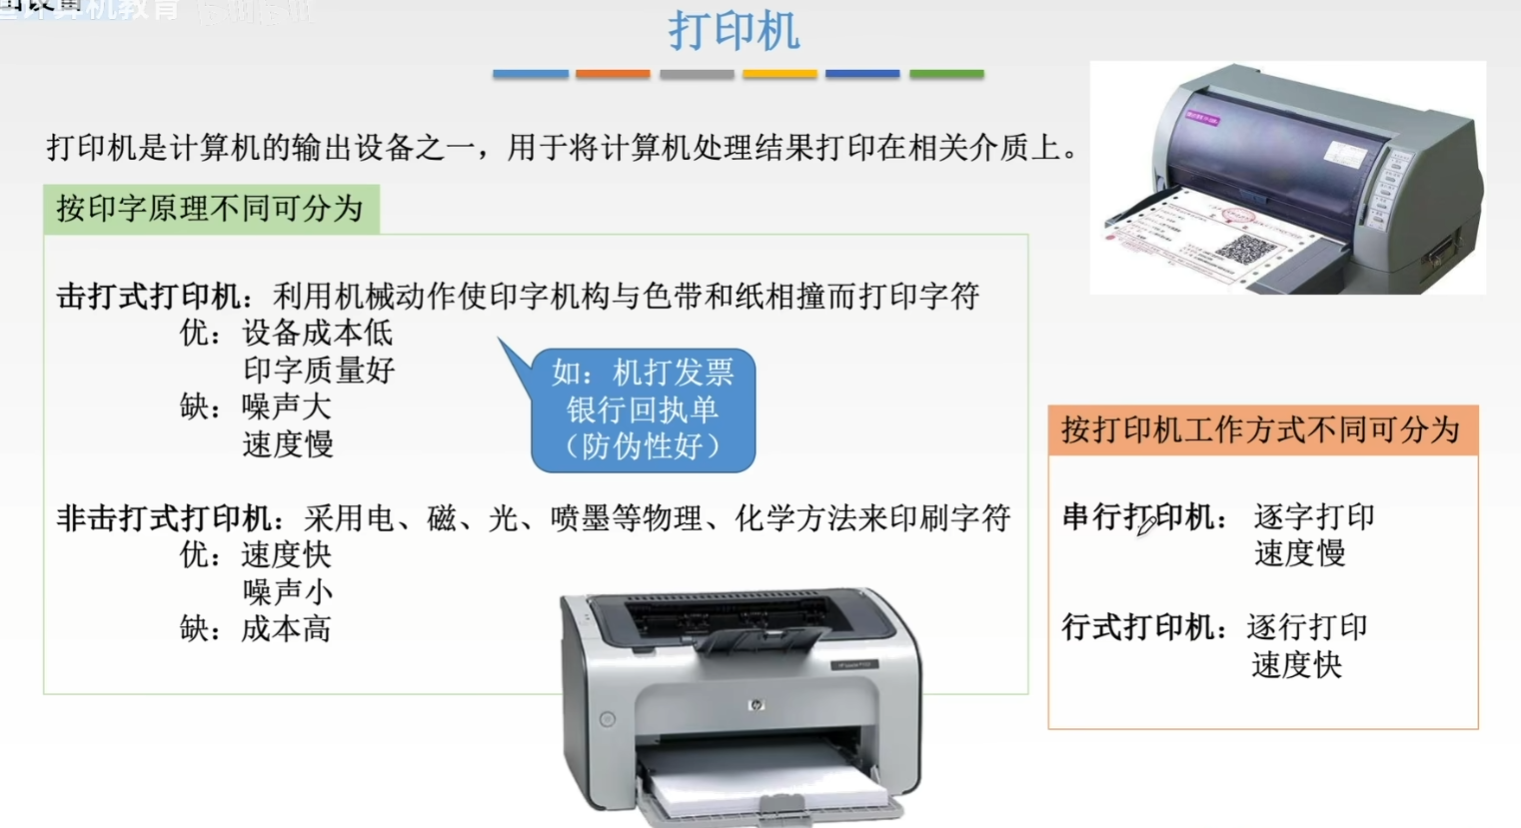 计算机教育
打印机
打印机是计算机的输出设备之一，用于将计算机处理结果打印在相关介质上。
按印字原理不同可分为
击打式打印机：利用机械动作使印字机构与色带和纸相撞而打印字符
优：设备成本低
印字质量好
缺：噪声大
速度慢
如：机打发票
银行回执单
（防伪性好）
非击打式打印机：采用电、磁、光、喷墨等物理、化学方法来印刷字符
优：速度快
噪声小
缺：成本高
按打印机工作方式不同可分为
串行打印机： 逐字打印
速度慢
行式打印机：逐行打印
速度快
hp